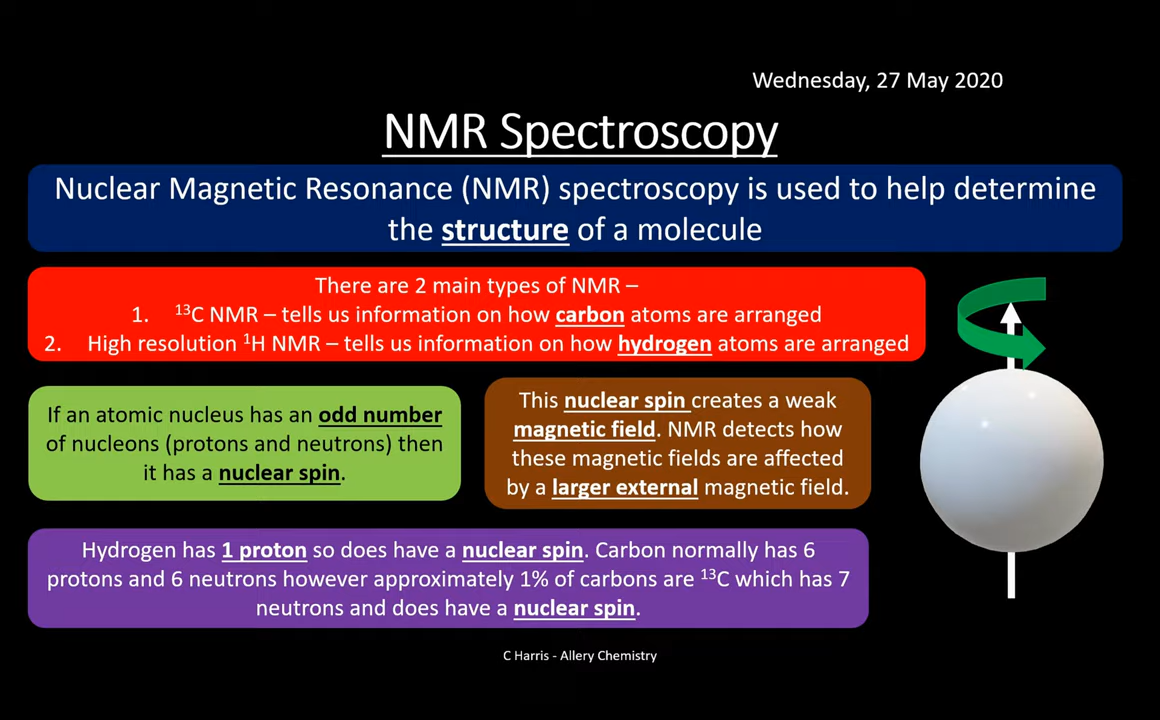 Wednesday, 27 May 2020
NMR Spectroscopy
Nuclear Magnetic Resonance (NMR) spectroscopy is used to help determine
the structure of a molecule
There are 2 main types of NMR –
1. ¹³C NMR – tells us information on how carbon atoms are arranged
2. High resolution ¹H NMR – tells us information on how hydrogen atoms are arranged
If an atomic nucleus has an odd number
of nucleons (protons and neutrons) then
it has a nuclear spin.
This nuclear spin creates a weak
magnetic field. NMR detects how
these magnetic fields are affected
by a larger external magnetic field.
Hydrogen has 1 proton so does have a nuclear spin. Carbon normally has 6
protons and 6 neutrons however approximately 1% of carbons are ¹³C which has 7
neutrons and does have a nuclear spin.
C Harris - Allery Chemistry